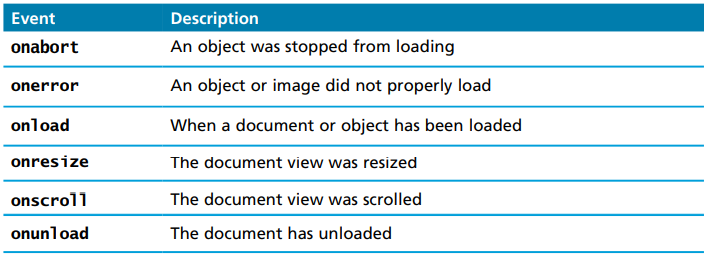 Event Description
onabort An object was stopped from loading
onerror An object or image did not properly load
onload When a document or object has been loaded
onresize The document view was resized
onscroll The document view was scrolled
onunload The document has unloaded